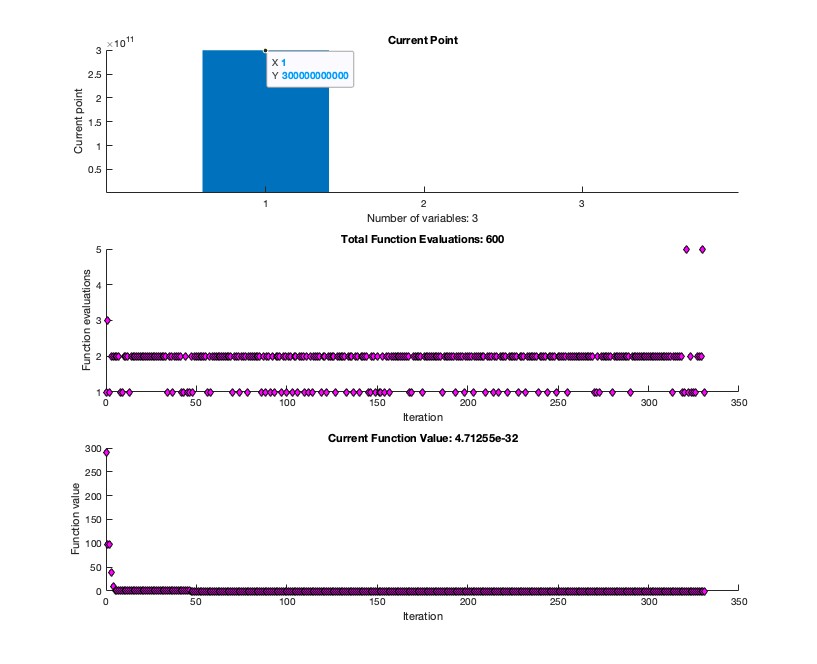 Current Point
×10¹¹
3
2.5
2
1.5
1
0.5
Current point
X 1
Y 300000000000
1 2 3
Number of variables: 3
Total Function Evaluations: 600
5
4
3
2
1
Function evaluations
0 50 100 150 200 250 300 350
Iteration
Current Function Value: 4.71255e-32
300
250
200
150
100
50
0
Function value
0 50 100 150 200 250 300 350
Iteration